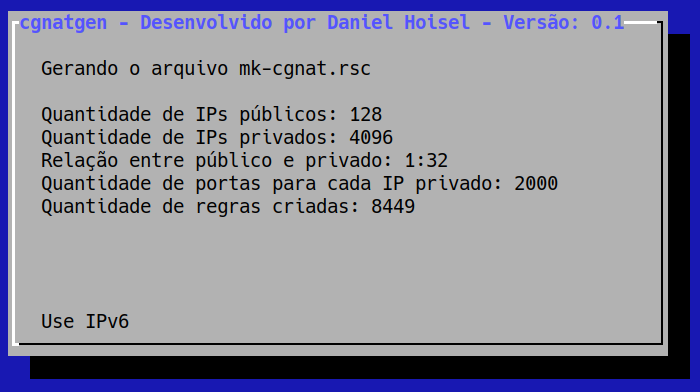 cgnatgen - Desenvolvido por Daniel Hoisel - Versão: 0.1
Gerando o arquivo mk-cgnat.rsc
Quantidade de IPs públicos: 128
Quantidade de IPs privados: 4096
Relação entre público e privado: 1:32
Quantidade de portas para cada IP privado: 2000
Quantidade de regras criadas: 8449
Use IPv6